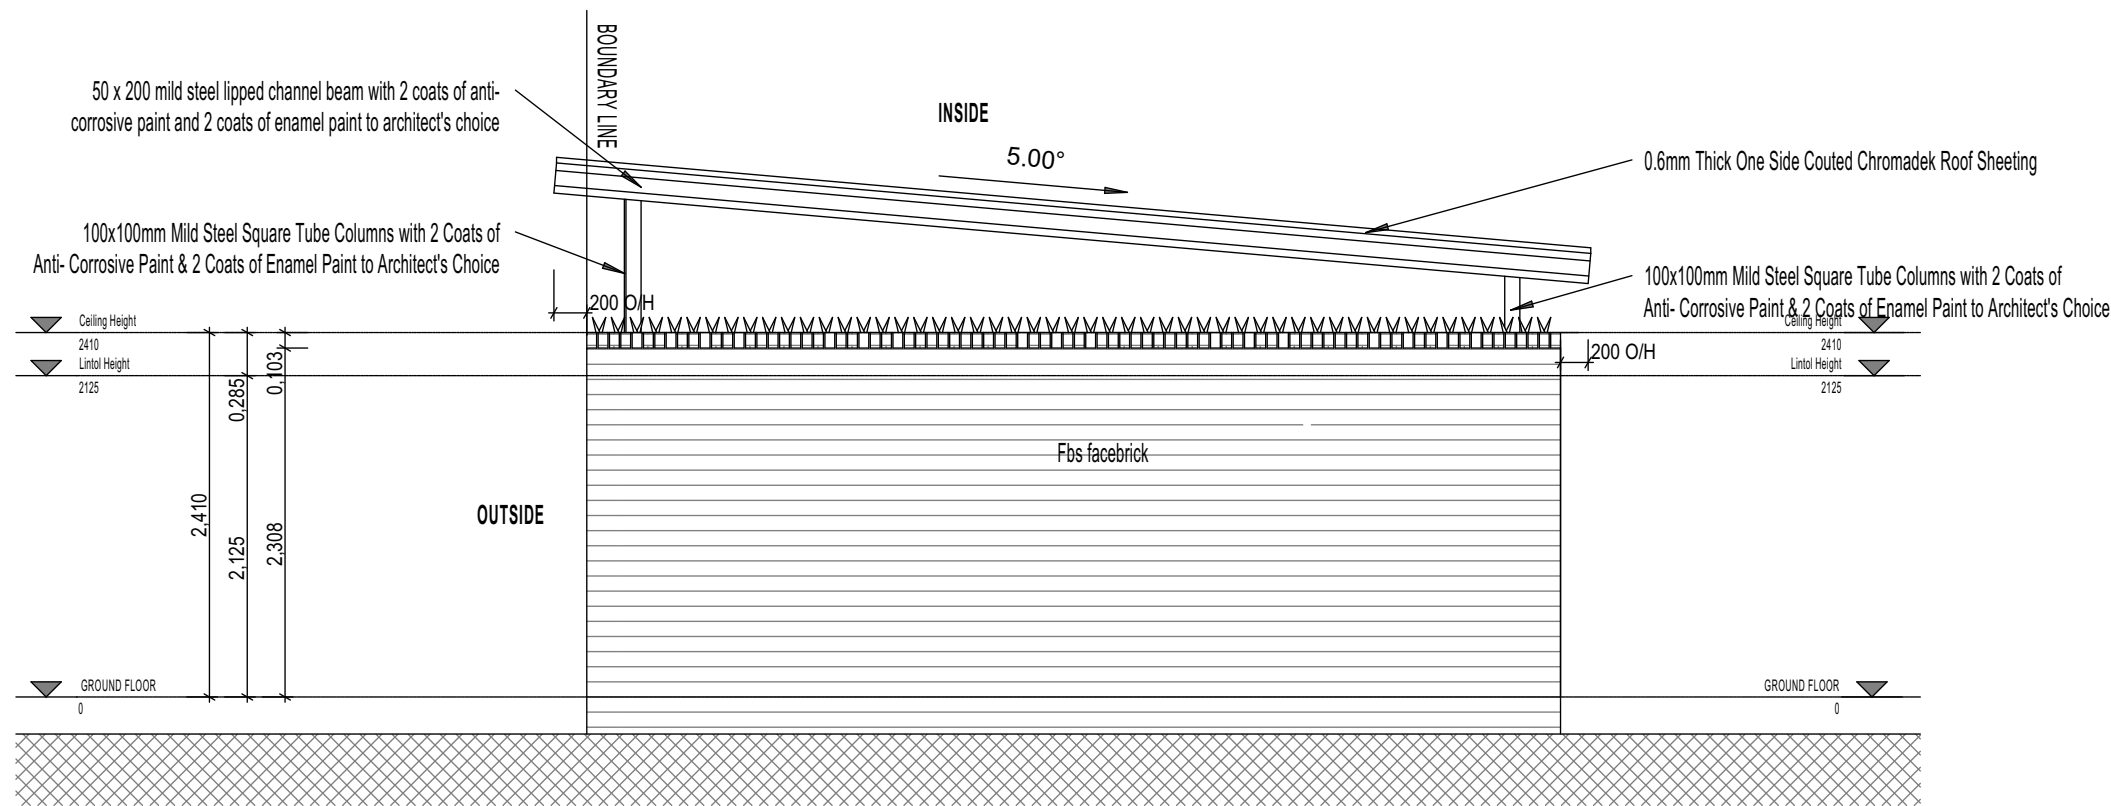 BOUNDARY LINE
50 x 200 mild steel lipped channel beam with 2 coats of anti-
corrosive paint and 2 coats of enamel paint to architect's choice
INSIDE
5.00°
0.6mm Thick One Side Couted Chromadek Roof Sheeting
100x100mm Mild Steel Square Tube Columns with 2 Coats of
Anti- Corrosive Paint & 2 Coats of Enamel Paint to Architect's Choice
100x100mm Mild Steel Square Tube Columns with 2 Coats of
Anti- Corrosive Paint & 2 Coats of Enamel Paint to Architect's Choice
200 O/H
Ceiling Height
2410
Lintol Height
2125
Ceiling Height
2410
Lintol Height
2125
200 O/H
0,103
0,285
2,410
2,125
2,308
Fbs facebrick
OUTSIDE
GROUND FLOOR
0
GROUND FLOOR
0